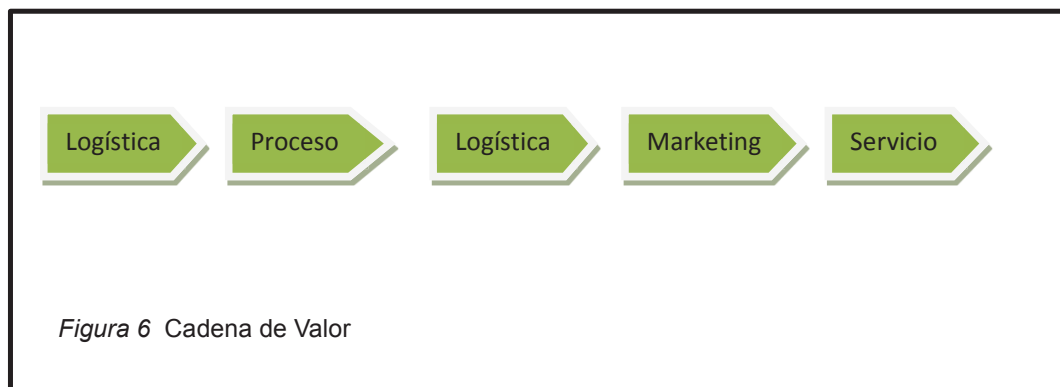 Logística Proceso Logística Marketing Servicio
Figura 6 Cadena de Valor